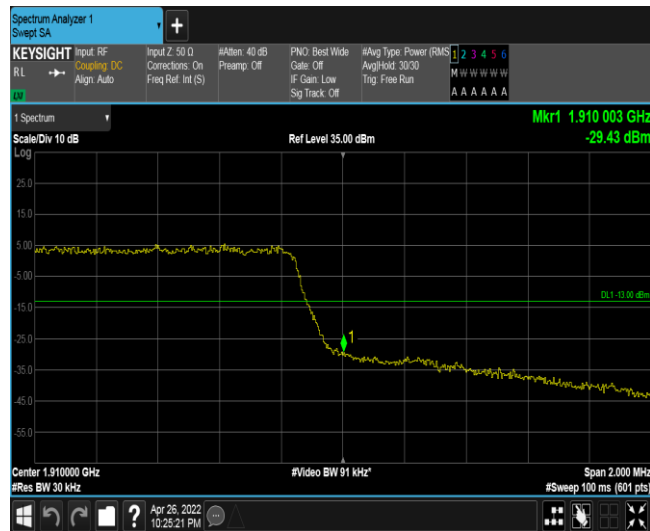 Spectrum Analyzer 1
Swept SA
KEYSIGHT
RL
Input: RF
Coupling: DC
Align: Auto
Input Z: 50 Ω
Corrections: On
Freq Ref: Int (S)
#Atten: 40 dB
Preamp: Off
PNO: Best Wide
Gate: Off
IF Gain: Low
Sig Track: Off
#Avg Type: Power (RMS
Avg|Hold: 30/30
Trig: Free Run
1 2 3 4 5 6
M W W W W W
A A A A A A
1 Spectrum
Mkr1 1.910 003 GHz
Scale/Div 10 dB
Ref Level 35.00 dBm
-29.43 dBm
Log
25.0
15.0
5.00
-5.00
DL1 -13.00 dBm
-15.0
1
-25.0
-35.0
-45.0
-55.0
Center 1.910000 GHz
#Video BW 91 kHz*
Span 2.000 MHz
#Res BW 30 kHz
#Sweep 100 ms (601 pts)
Apr 26, 2022
10:25:21 PM